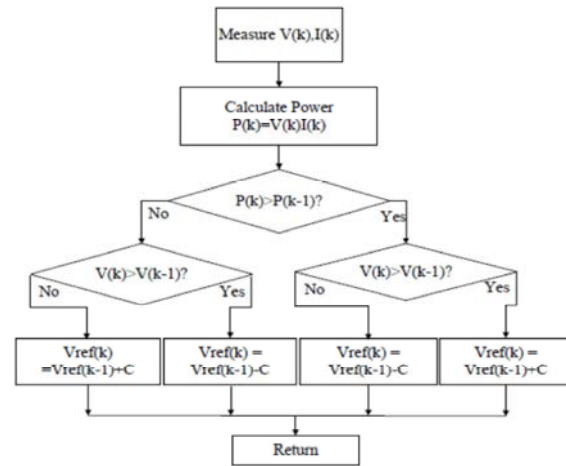 Measure V(k),I(k)
Calculate Power
P(k)=V(k)I(k)
P(k)>P(k-1)?
No
Yes
V(k)>V(k-1)?
No
Yes
V(k)>V(k-1)?
No
Yes
Vref(k)
=Vref(k-1)+C
Vref(k) =
Vref(k-1)-C
Vref(k) =
Vref(k-1)-C
Vref(k) =
Vref(k-1)+C
Return